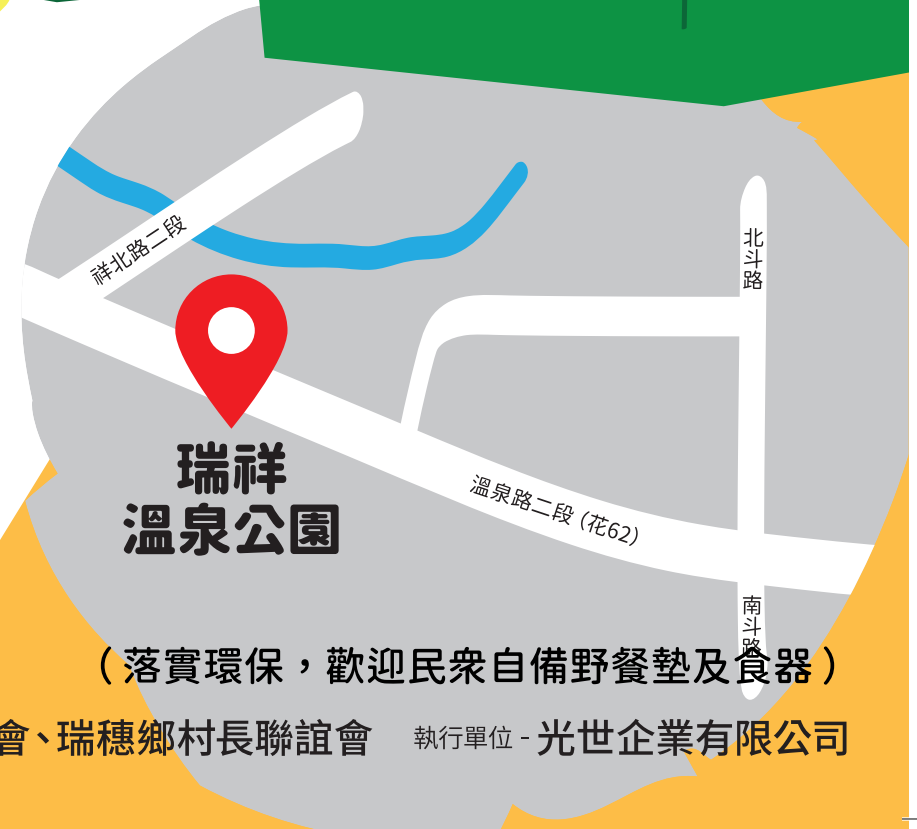 祥北路二段
北斗路
瑞祥
溫泉公園
溫泉路二段（花62）
南斗路
（落實環保，歡迎民眾自備野餐墊及食器）
會、瑞穗鄉村長聯誼會 執行單位 - 光世企業有限公司